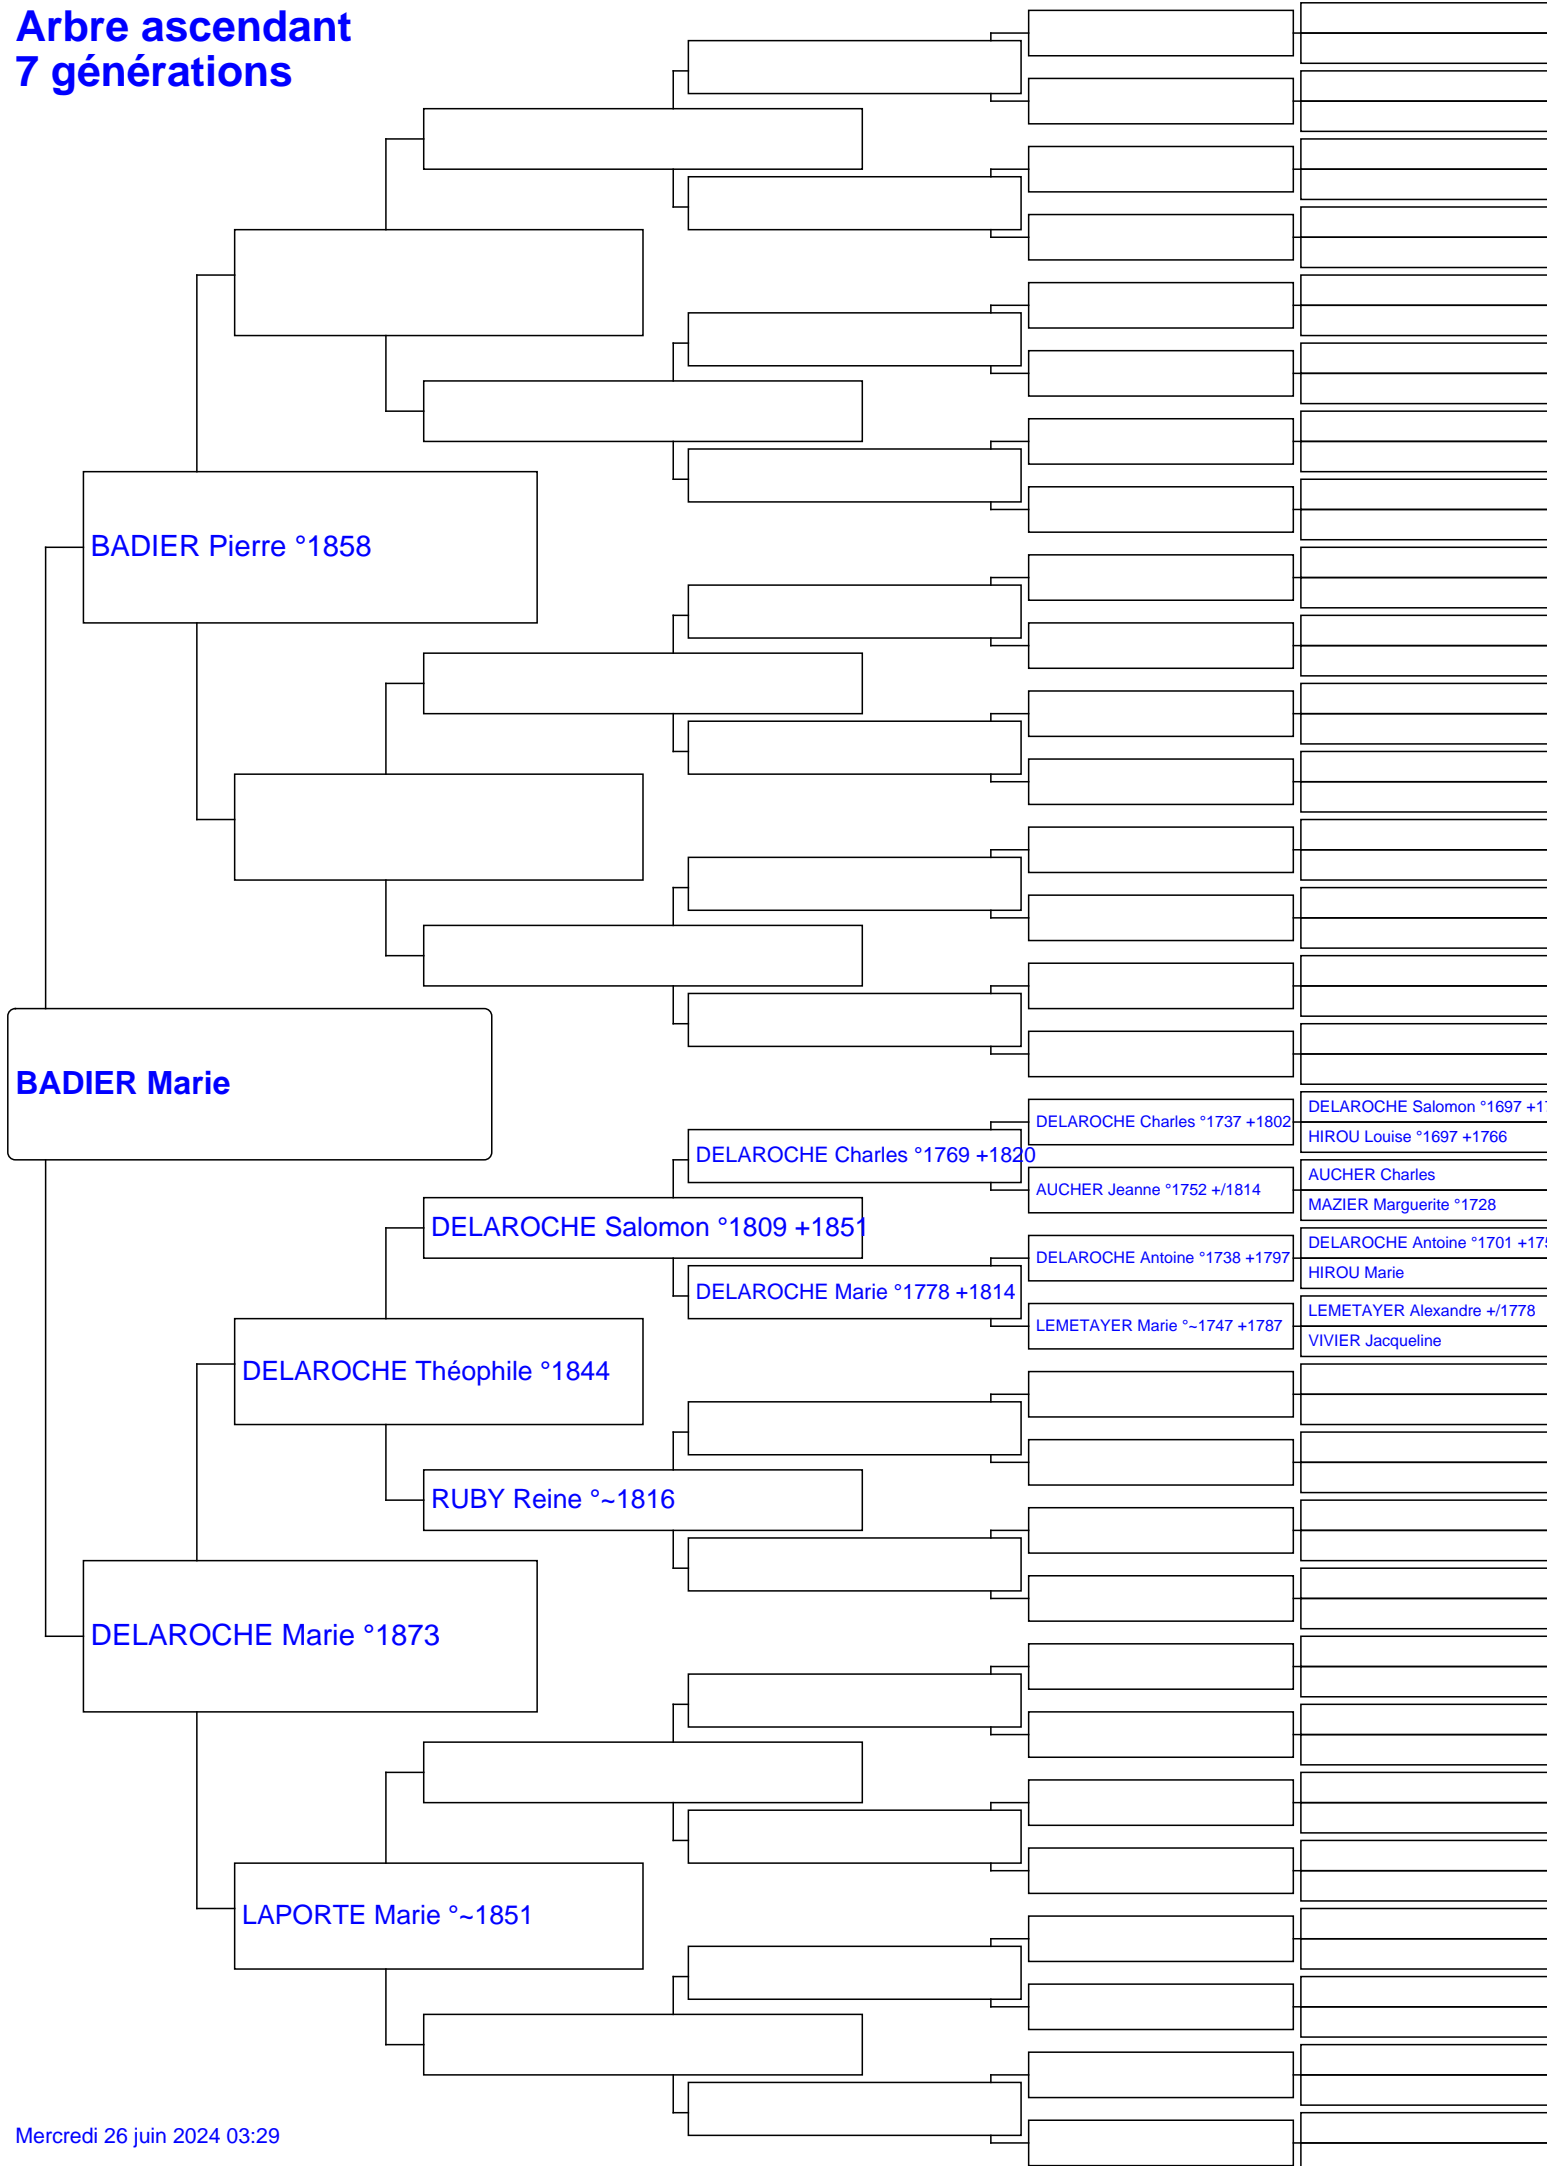 Arbre ascendant
7 générations
BADIER Pierre °1858
BADIER Marie
DELAROCHE Salomon °1697
DELAROCHE Charles °1737 +1802
HIROU Louise °1697 +1766
DELAROCHE Charles °1769 +1820
AUCHER Charles
AUCHER Jeanne °1752 +/1814
MAZIER Marguerite °1728
DELAROCHE Salomon °1809 +1851
DELAROCHE Antoine °1701
DELAROCHE Antoine °1738 +1797
HIROU Marie
DELAROCHE Marie °1778 +1814
LEMETAYER Alexandre +/1778
LEMETAYER Marie °~1747 +1787
VIVIER Jacqueline
DELAROCHE Théophile °1844
RUBY Reine °~1816
DELAROCHE Marie °1873
LAPORTE Marie °~1851
Mercredi 26 juin 2024 03:29